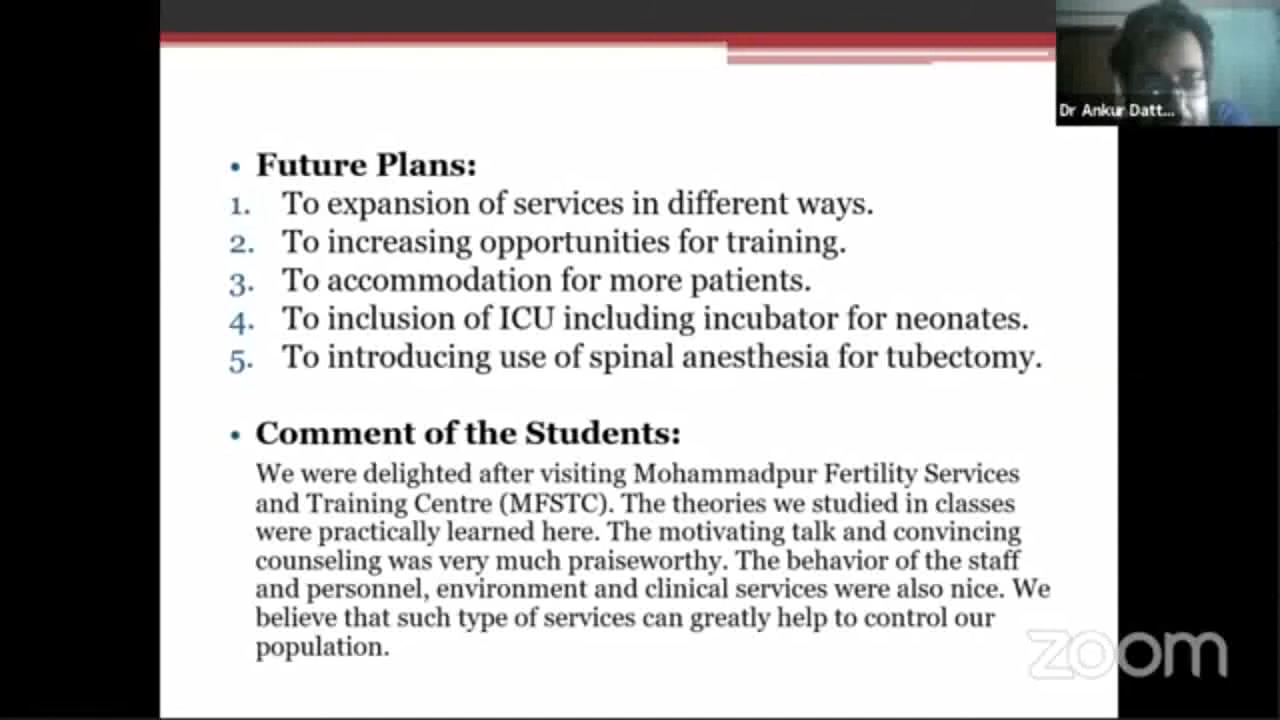 Dr Ankur Datt...
• Future Plans:
1. To expansion of services in different ways.
2. To increasing opportunities for training.
3. To accommodation for more patients.
4. To inclusion of ICU including incubator for neonates.
5. To introducing use of spinal anesthesia for tubectomy.
• Comment of the Students:
We were delighted after visiting Mohammadpur Fertility Services
and Training Centre (MFSTC). The theories we studied in classes
were practically learned here. The motivating talk and convincing
counseling was very much praiseworthy. The behavior of the staff
and personnel, environment and clinical services were also nice. We
believe that such type of services can greatly help to control our
population.
zoom